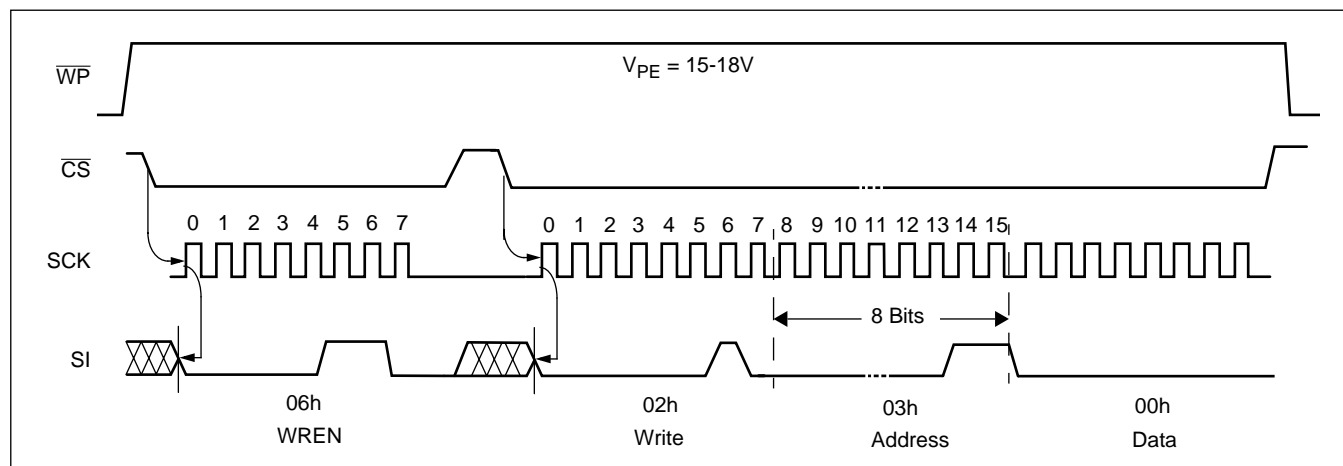 WP
V_PE = 15-18V
CS
0 1 2 3 4 5 6 7 0 1 2 3 4 5 6 7 8 9 10 11 12 13 14 15
SCK
8 Bits
SI
06h 02h 03h 00h
WREN Write Address Data